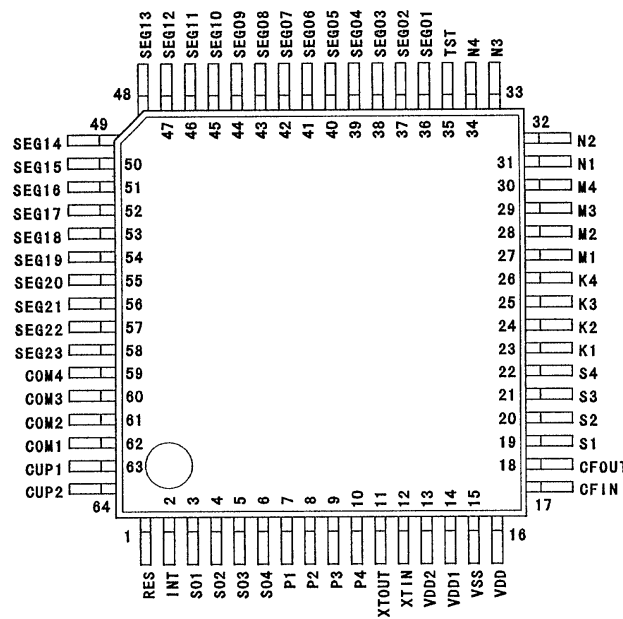 SEG13 SEG12 SEG11 SEG10 SEG09 SEG08 SEG07 SEG06 SEG05 SEG04 SEG03 SEG02 SEG01 TST N4 N3
48 47 46 45 44 43 42 41 40 39 38 37 36 35 34 33
49 SEG14
SEG15 50
SEG16 51
SEG17 52
SEG18 53
SEG19 54
SEG20 55
SEG21 56
SEG22 57
SEG23 58
COM4 59
COM3 60
COM2 61
COM1 62
CUP1 63
CUP2 64
32 N2
31 N1
30 M4
29 M3
28 M2
27 M1
26 K4
25 K3
24 K2
23 K1
22 S4
21 S3
20 S2
19 S1
18 CFOUT
17 CFIN
1 2 3 4 5 6 7 8 9 10 11 12 13 14 15 16
RES INT SO1 SO2 SO3 SO4 P1 P2 P3 P4 XTOUT XTIN VDD2 VDD1 VSS VDD